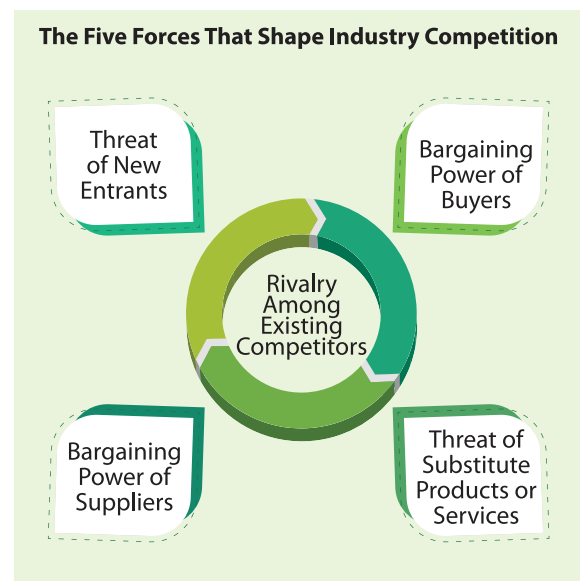 The Five Forces That Shape Industry Competition
Threat
of New
Entrants
Bargaining
Power of
Buyers
Rivalry
Among
Existing
Competitors
Bargaining
Power of
Suppliers
Threat of
Substitute
Products or
Services